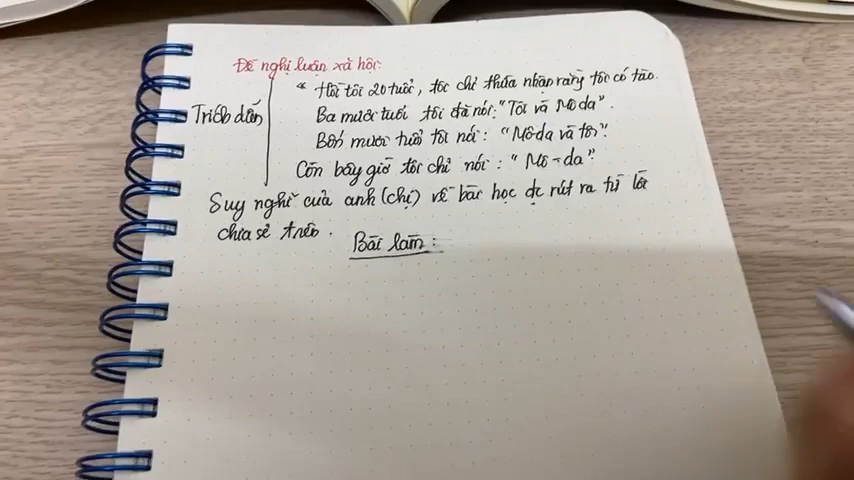 Đề nghị luận xã hội:
Trích dẫn
“ Hồi tôi 20 tuổi, tôi chỉ thừa nhận rằng tôi có tào.
Ba mươi tuổi tôi đã nói: “Tôi và Mô da”.
Bốn mươi tuổi tôi nói: “Mô-da và tôi”.
Còn bây giờ tôi chỉ nói: “Mô-da”.
Suy nghĩ của anh (chị) về bài học đc rút ra từ lời
chia sẻ trên.
Bài làm: